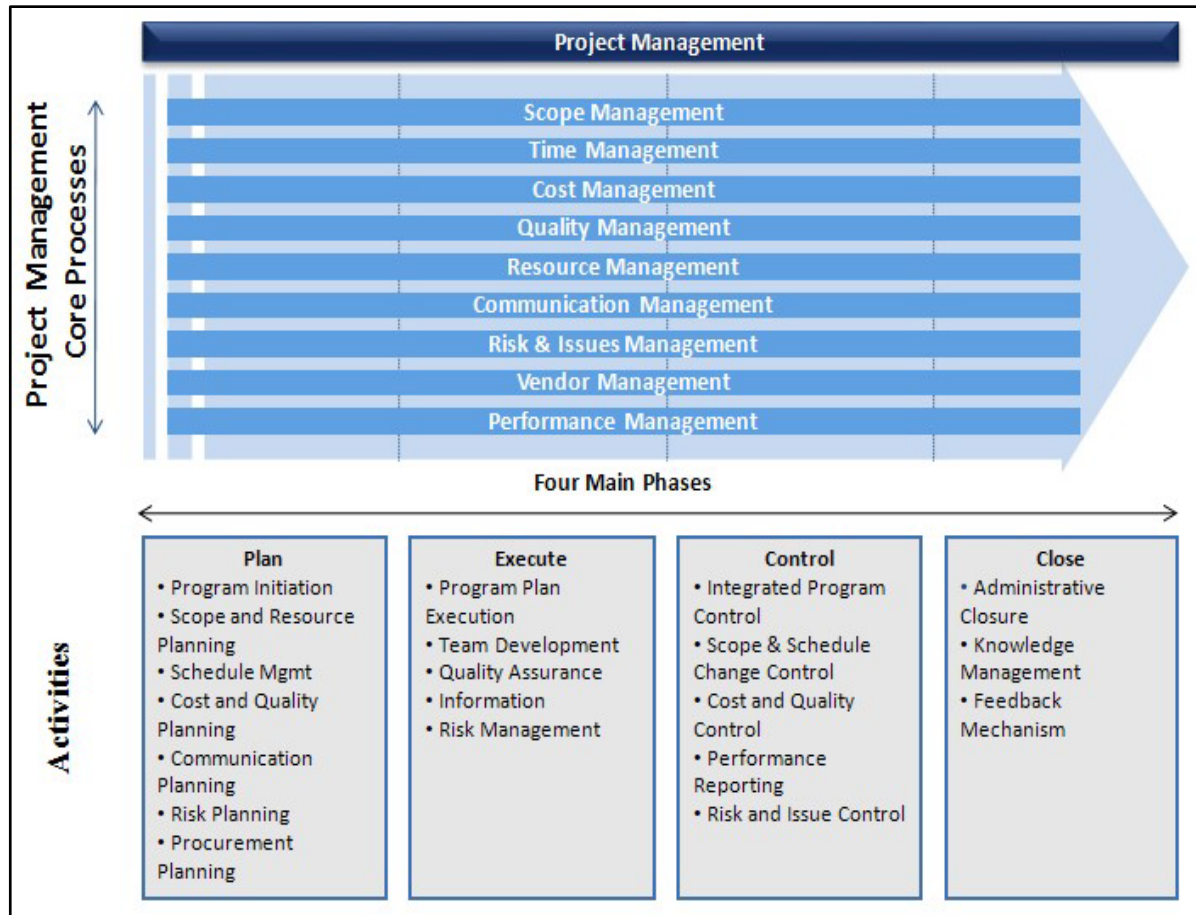 Project Management
Project Management
Core Processes
Scope Management
Time Management
Cost Management
Quality Management
Resource Management
Communication Management
Risk & Issues Management
Vendor Management
Performance Management
Four Main Phases
Activities
Plan
• Program Initiation
• Scope and Resource
Planning
• Schedule Mgmt
• Cost and Quality
Planning
• Communication
Planning
• Risk Planning
• Procurement
Planning
Execute
• Program Plan
Execution
• Team Development
• Quality Assurance
• Information
• Risk Management
Control
• Integrated Program
Control
• Scope & Schedule
Change Control
• Cost and Quality
Control
• Performance
Reporting
• Risk and Issue Control
Close
• Administrative
Closure
• Knowledge
Management
• Feedback
Mechanism